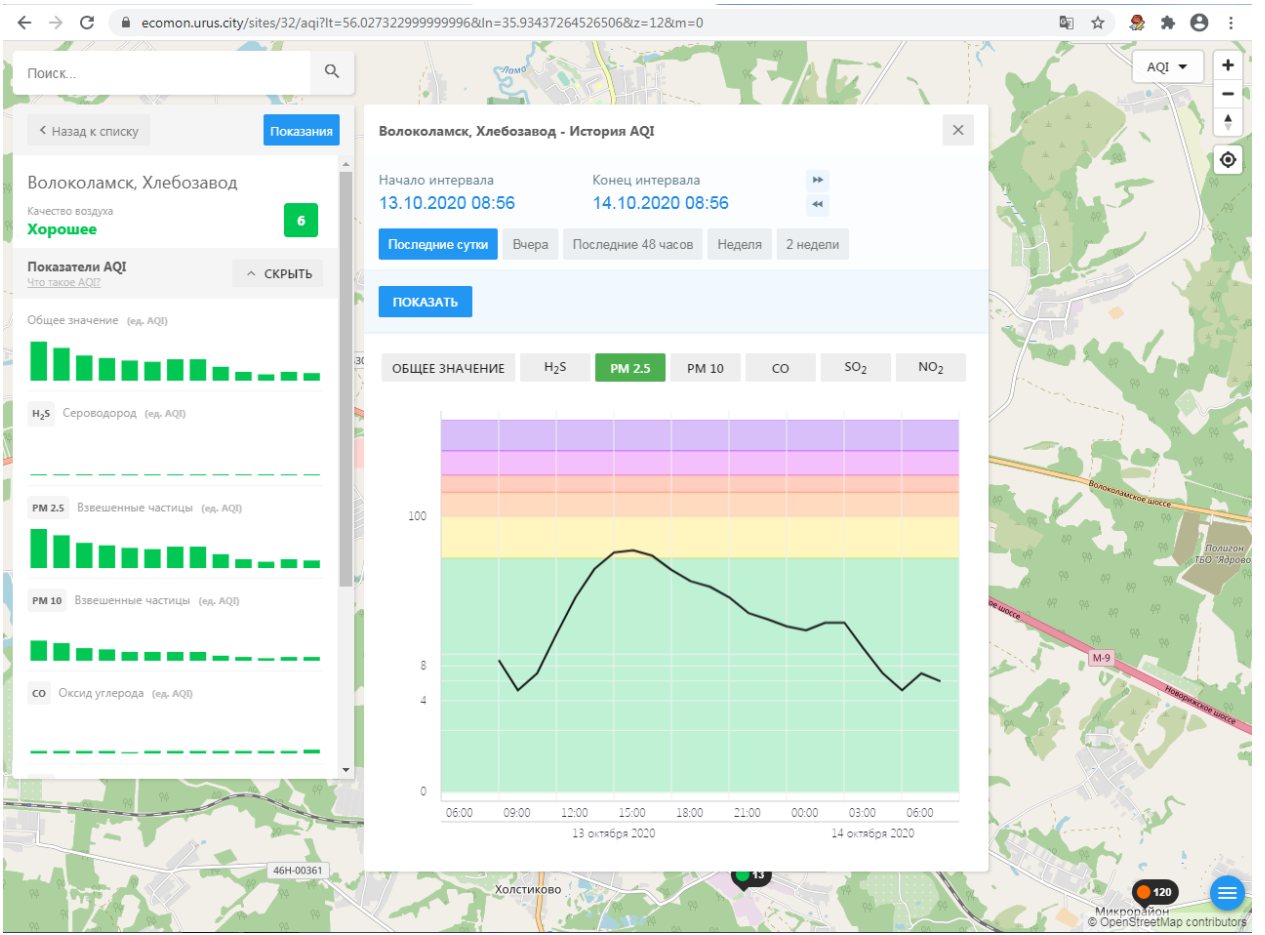 ecomon.urus.city/sites/32/aqi?lt=56.0273229999999996&ln=35.93437264526506&z=12&m=0
Поиск...
AQI
Ломо
Назад к списку
Показания
Волоколамск, Хлебозавод
Качество воздуха
Хорошее
6
Показатели AQI
Что такое AQI?
СКРЫТЬ
Общее значение (ед. AQI)
H₂S Сероводород (ед. AQI)
PM 2.5 Взвешенные частицы (ед. AQI)
PM 10 Взвешенные частицы (ед. AQI)
CO Оксид углерода (ед. AQI)
Волоколамск, Хлебозавод - История AQI
Начало интервала
Конец интервала
13.10.2020 08:56
14.10.2020 08:56
Последние сутки
Вчера
Последние 48 часов
Неделя
2 недели
ПОКАЗАТЬ
ОБЩЕЕ ЗНАЧЕНИЕ
H₂S
PM 2.5
PM 10
CO
SO₂
NO₂
100
8
4
0
06:00 09:00 12:00 15:00 18:00 21:00 00:00 03:00 06:00
13 октября 2020
14 октября 2020
Волоколамское шоссе
Полигон
ТБО "Ядрово
М-9
Новорижское шоссе
46Н-00361
Холстиково
13
120
Микрорайон
© OpenStreetMap contributors